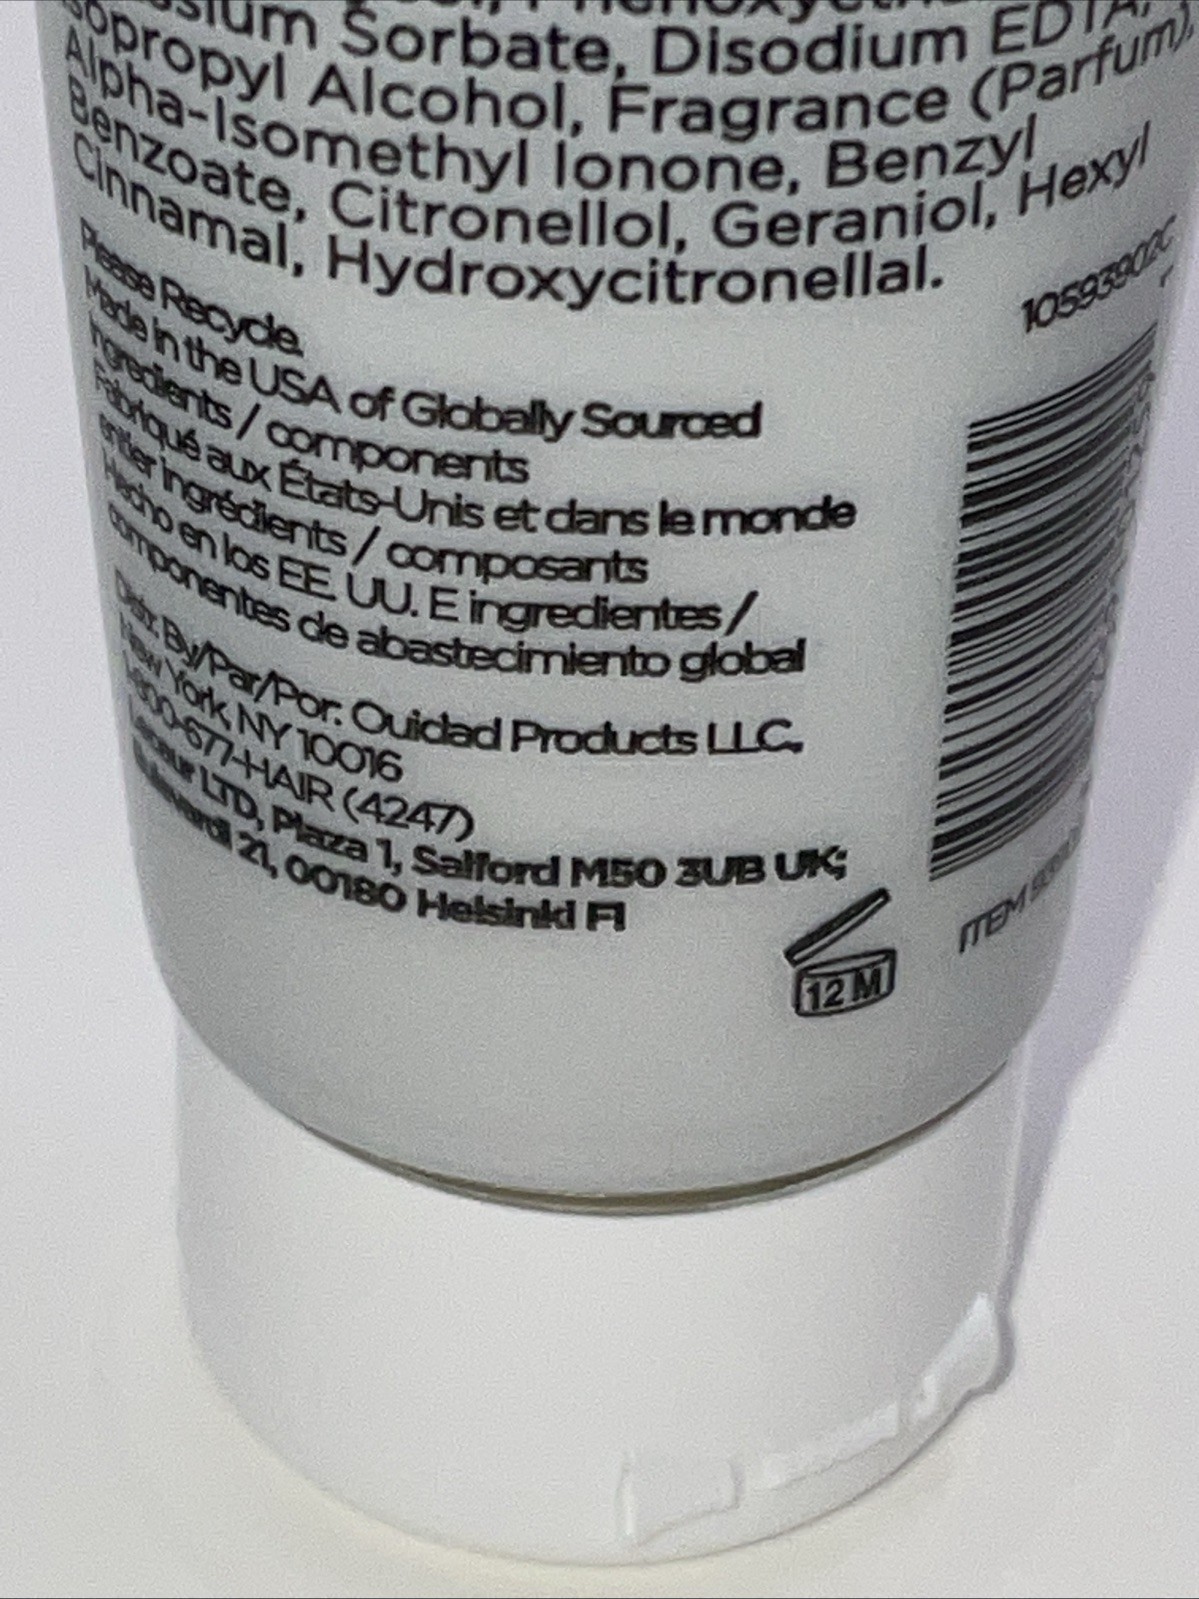 Sorbate, Disodium EDTA,
Isopropyl Alcohol, Fragrance (Parfum),
Alpha-Isomethyl Ionone, Benzyl
Benzoate, Citronellol, Geraniol, Hexyl
Cinnamal, Hydroxycitronellal.
Please Recycle.
Made in the USA of Globally Sourced
Ingredients / components
Fabriqué aux États-Unis et dans le monde
entier ingrédients / composants
Hecho en los EE. UU. E ingredientes /
componentes de abastecimiento global
Distr. By/Par/Por. Ouidad Products LLC,
New York, NY 10016
1-800-677-HAIR (4247)
LTD, Plaza 1, Salford M50 3UB UK;
21, 00180 Helsinki FI
12 M
10593902C
ITEM